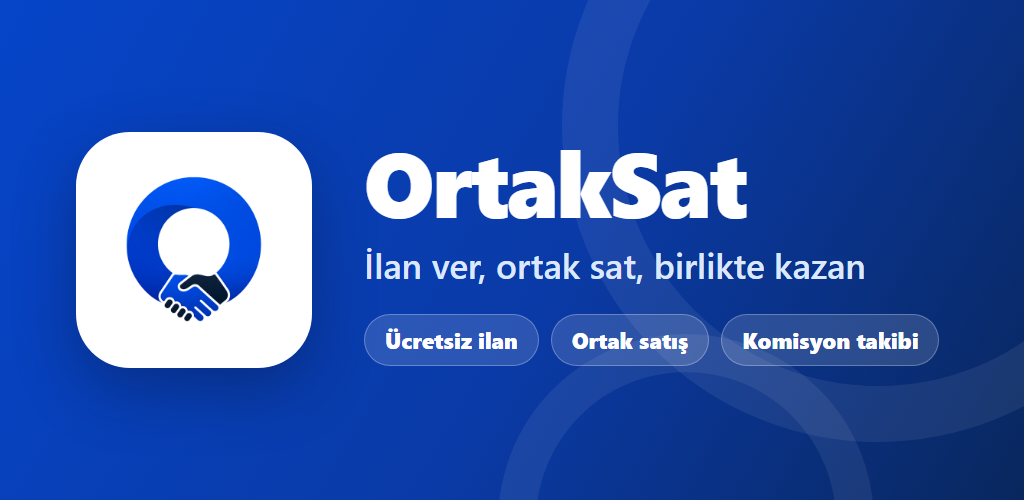 OrtakSat
İlan ver, ortak sat, birlikte kazan
Ücretsiz ilan
Ortak satış
Komisyon takibi